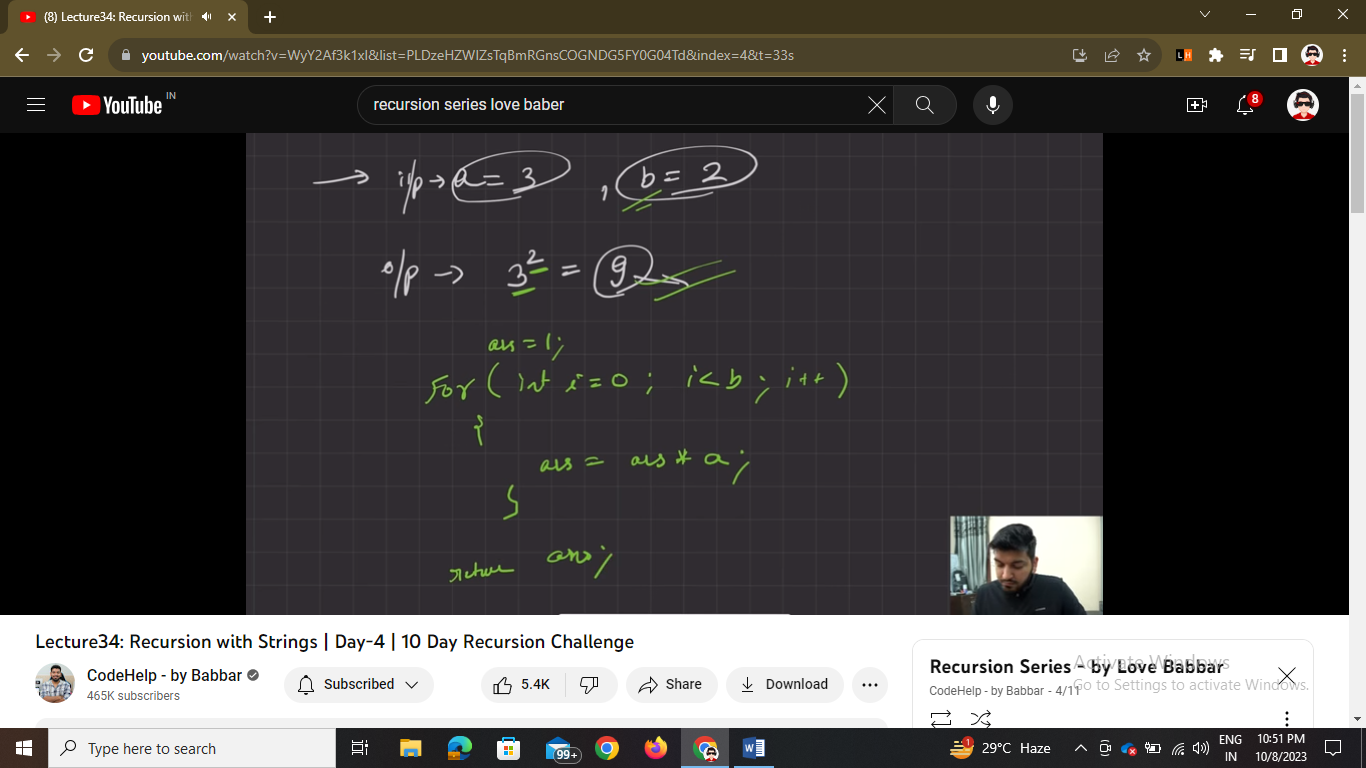 (8) Lecture34: Recursion with
youtube.com/watch?v=WyY2Af3k1xI&list=PLDzeHZWIZsTqBmRGnsCOGNDG5FY0G04Td&index=4&t=33s
YouTube IN
recursion series love baber
8
i/p → a = 3 , b = 2
o/p → 3² = 9
ans = 1;
For ( int i = 0 ; i < b ; i++ )
{
ans = ans * a;
}
return ans;
Lecture34: Recursion with Strings | Day-4 | 10 Day Recursion Challenge
CodeHelp - by Babbar
465K subscribers
Subscribed
5.4K
Share
Download
Recursion Series - by Love Babbar
CodeHelp - by Babbar - 4/11
Activate Windows
Go to Settings to activate Windows.
Type here to search
99+
1
29°C Haze
ENG
IN
10:51 PM
10/8/2023